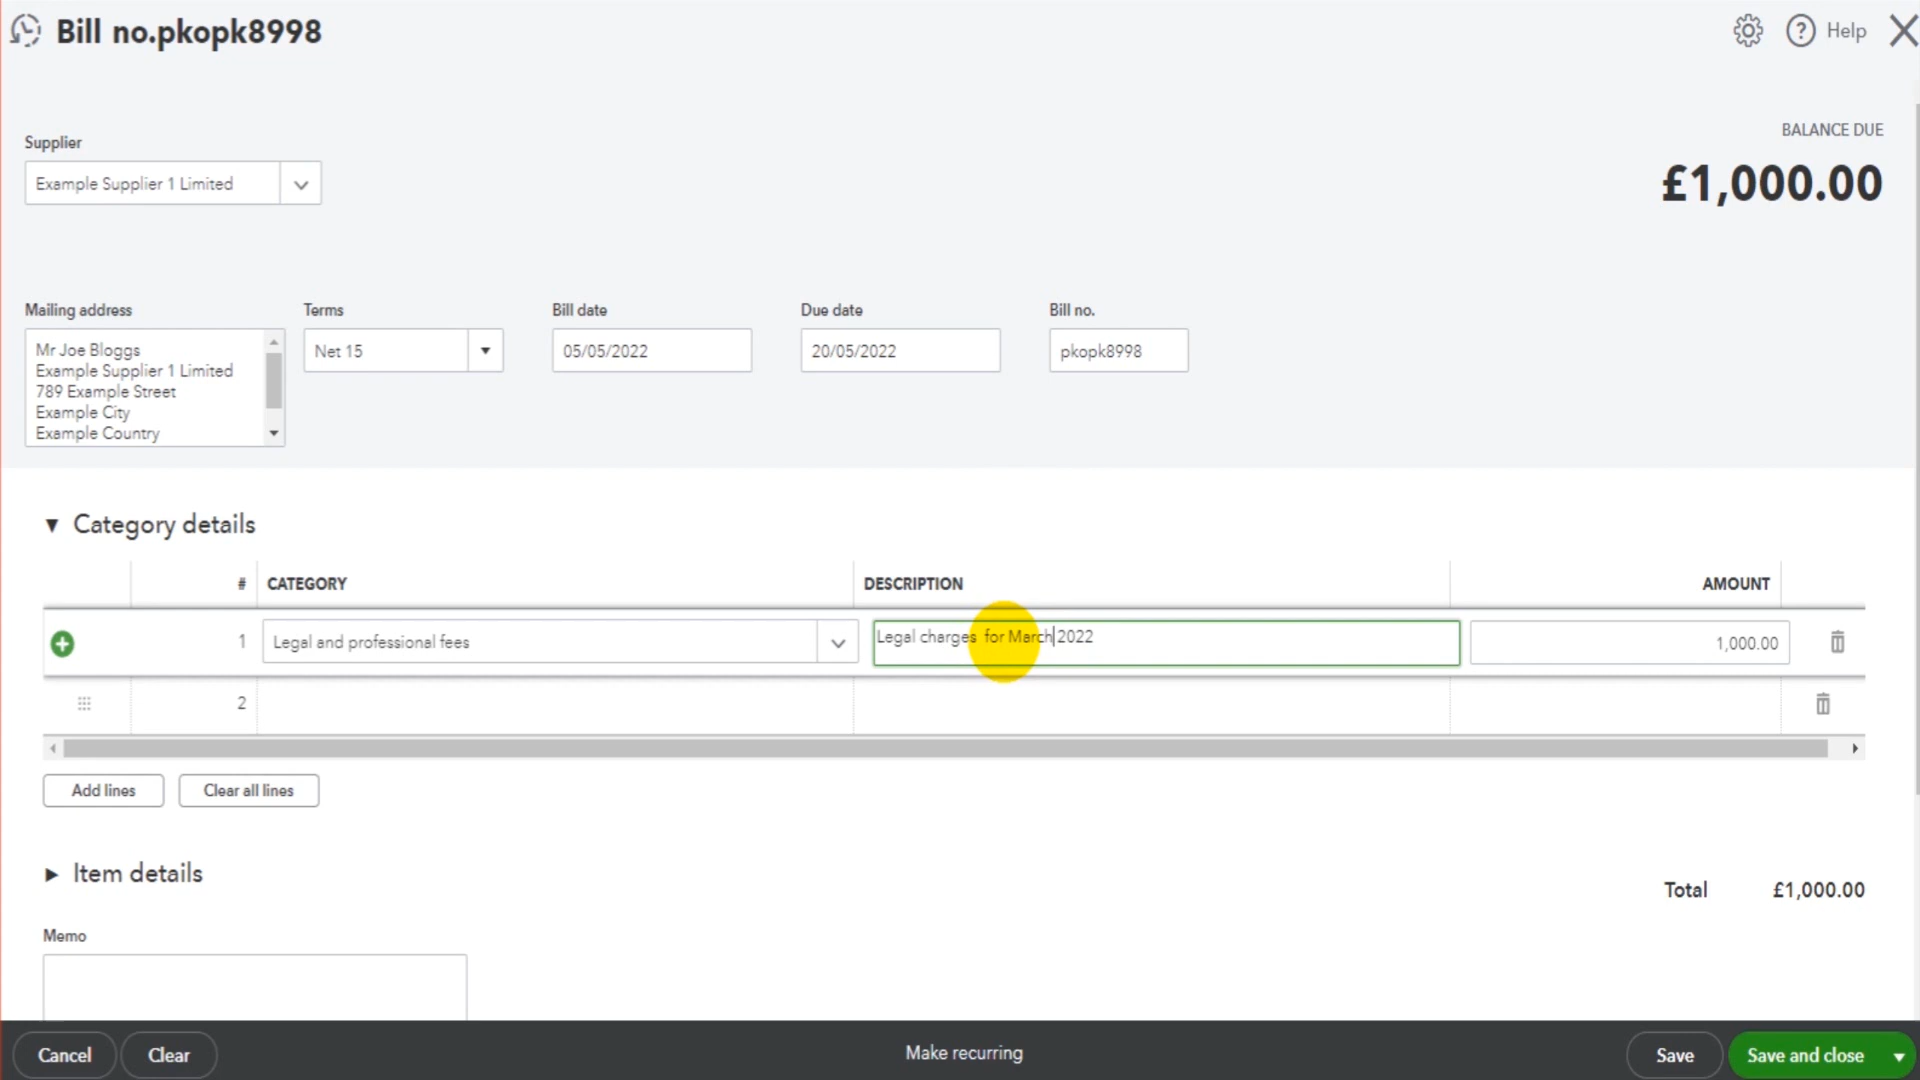 Bill no.pkopk8998
Help
BALANCE DUE
£1,000.00
Supplier
Example Supplier 1 Limited
Mailing address
Mr Joe Bloggs
Example Supplier 1 Limited
789 Example Street
Example City
Example Country
Terms
Net 15
Bill date
05/05/2022
Due date
20/05/2022
Bill no.
pkopk8998
Category details
# CATEGORY DESCRIPTION AMOUNT
1 Legal and professional fees Legal charges  for March 2022 1,000.00
2
Add lines Clear all lines
Item details
Total £1,000.00
Memo
Cancel Clear Make recurring Save Save and close